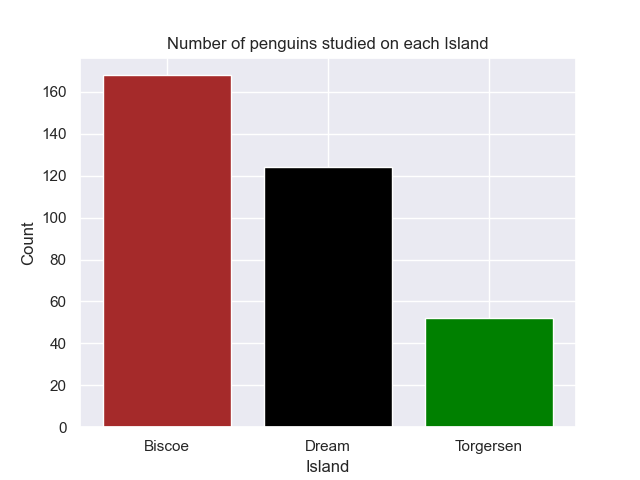 Number of penguins studied on each Island
160
140
120
100
80
60
40
20
0
Count
Biscoe
Dream
Torgersen
Island